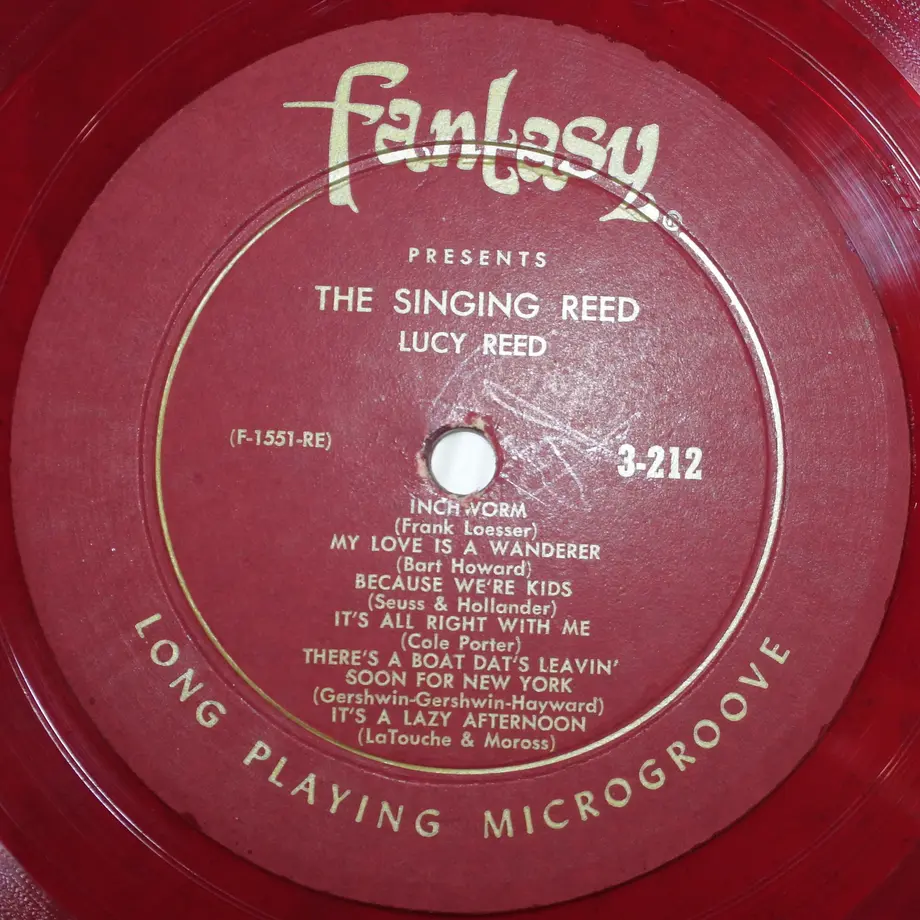 Fantasy®
PRESENTS
THE SINGING REED
LUCY REED
(F-1551-RE)
3-212
INCHWORM
(Frank Loesser)
MY LOVE IS A WANDERER
(Bart Howard)
BECAUSE WE'RE KIDS
(Seuss & Hollander)
IT'S ALL RIGHT WITH ME
(Cole Porter)
THERE'S A BOAT DAT'S LEAVIN'
SOON FOR NEW YORK
(Gershwin-Gershwin-Hayward)
IT'S A LAZY AFTERNOON
(LaTouche & Moross)
LONG PLAYING MICROGROOVE